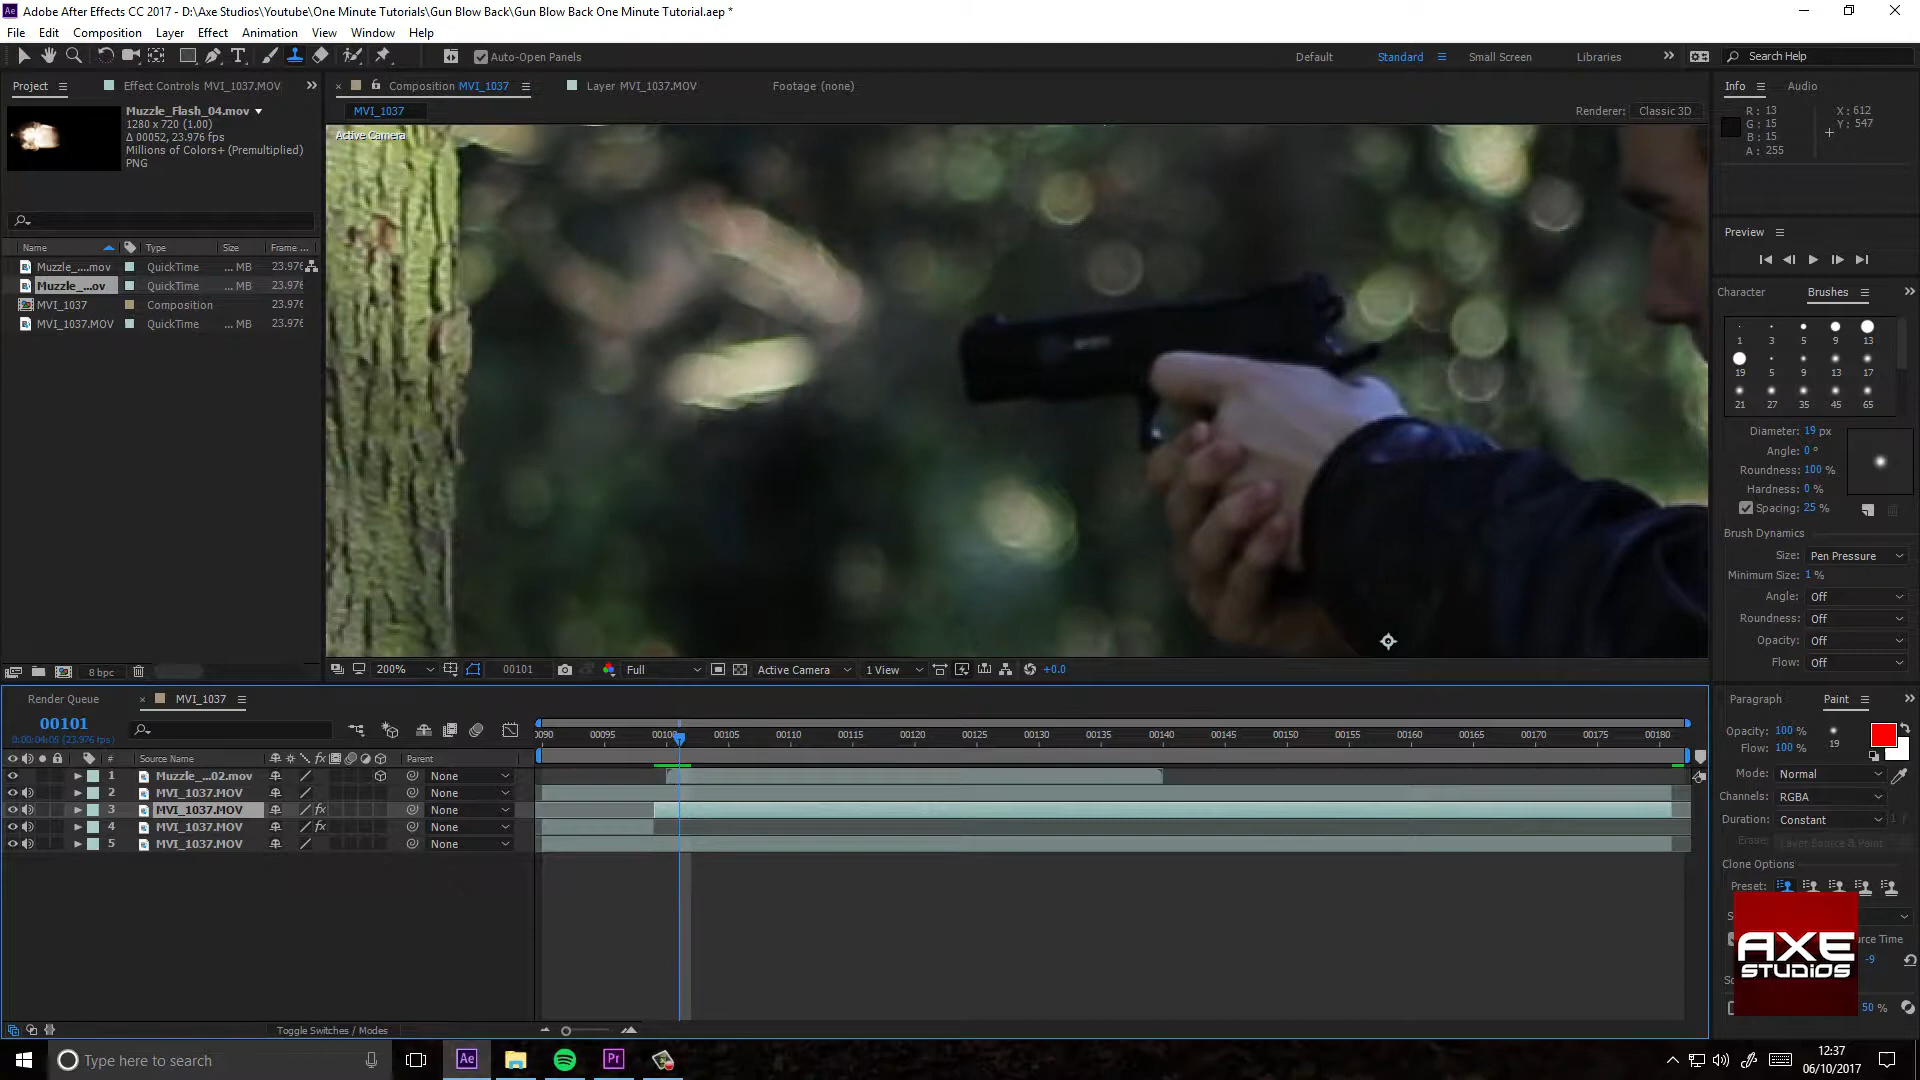 Adobe After Effects CC 2017 - D:\Axe Studios\Youtube\One Minute Tutorials\Gun Blow Back\Gun Blow Back One Minute Tutorial.aep *
File Edit Composition Layer Effect Animation View Window Help
Auto-Open Panels Default Standard Small Screen Libraries Search Help
Project Effect Controls MVI_1037.MOV Composition MVI_1037 Layer MVI_1037.MOV Footage (none) Info Audio
Muzzle_Flash_04.mov
1280 x 720 (1.00)
Δ 00052, 23.976 fps
Millions of Colors+ (Premultiplied)
PNG
MVI_1037 Renderer: Classic 3D
Active Camera
R: 13 X: 612
G: 15 Y: 547
B: 15
A: 255
Name Type Size Frame ...
Muzzle_....mov QuickTime ... MB 23.976
Muzzle_...ov QuickTime ... MB 23.976
MVI_1037 Composition 23.976
MVI_1037.MOV QuickTime ... MB 23.976
Preview
Character Brushes
1 3 5 9 13
19 5 9 13 17
21 27 35 45 65
Diameter: 19 px
Angle: 0 °
Roundness: 100 %
Hardness: 0 %
Spacing: 25 %
Brush Dynamics
Size: Pen Pressure
Minimum Size: 1 %
Angle: Off
Roundness: Off
Opacity: Off
Flow: Off
8 bpc 200% 00101 Full Active Camera 1 View +0.0
Render Queue MVI_1037
00101
0:00:04:05 (23.976 fps)
0090 00095 00100 00105 00110 00115 00120 00125 00130 00135 00140 00145 00150 00155 00160 00165 00170 00175 00180
# Source Name fx Parent
1 Muzzle_...02.mov None
2 MVI_1037.MOV None
3 MVI_1037.MOV fx None
4 MVI_1037.MOV fx None
5 MVI_1037.MOV None
Toggle Switches / Modes
Paragraph Paint
Opacity: 100 %
Flow: 100 % 19
Mode: Normal
Channels: RGBA
Duration: Constant
Erase: Layer Source & Paint
Clone Options
Preset:
urce Time
-9
50 %
AXE
STUDIOS
Type here to search
Ae Pr
12:37
06/10/2017